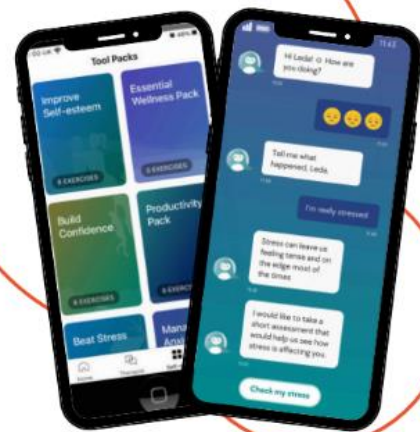 Tool Packs
Improve
Self-esteem
6 EXERCISES
Essential
Wellness Pack
5 EXERCISES
Build
Confidence
6 EXERCISES
Productivity
Pack
Beat Stress
Home
Therapist
11:43
Hi Leda! ☺ How are
you doing?
😔😔😔
Tell me what
happened, Leda.
I'm really stressed
Stress can leave us
feeling tense and on
the edge most of
the times
I would like to take a
short assessment that
would help us see how
stress is affecting you.
Check my stress